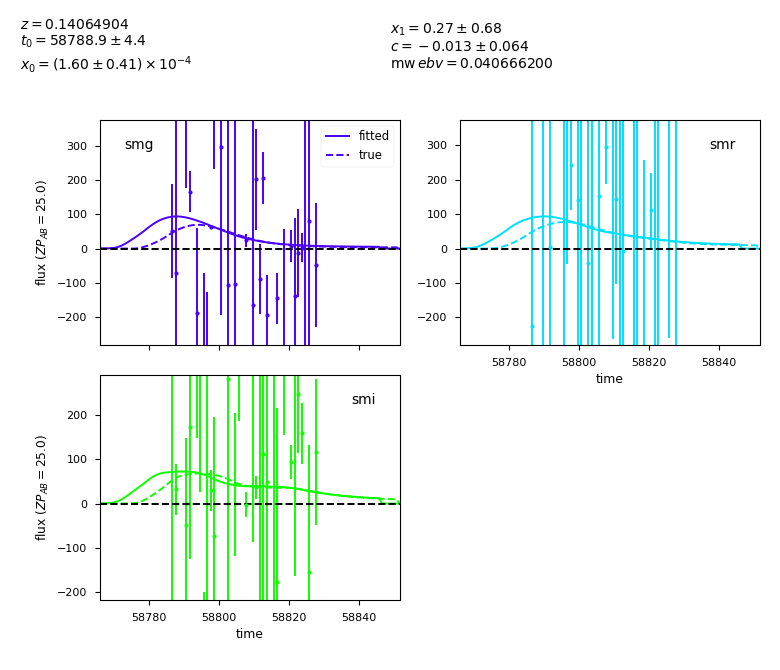 z = 0.14064904
t₀ = 58788.9 ± 4.4
x₀ = (1.60 ± 0.41) × 10⁻⁴
x₁ = 0.27 ± 0.68
c = −0.013 ± 0.064
mw ebv = 0.040666200
smg
fitted
true
300
200
100
0
−100
−200
flux (ZP_AB = 25.0)
smr
300
200
100
0
−100
−200
58780 58800 58820 58840
time
smi
200
100
0
−100
−200
flux (ZP_AB = 25.0)
58780 58800 58820 58840
time